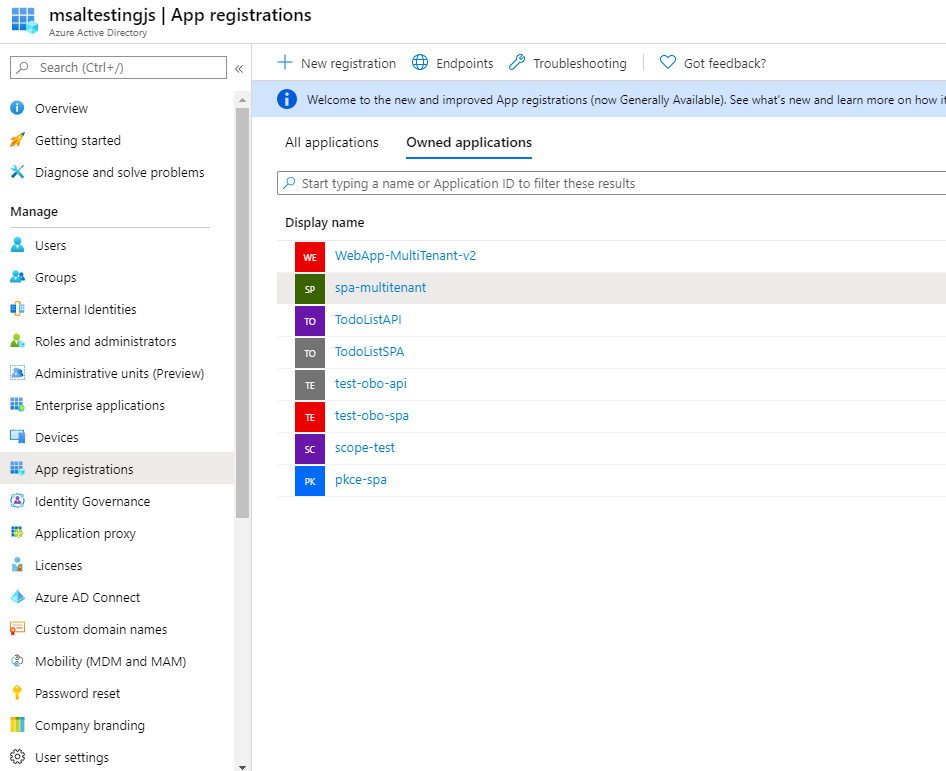 msaltestingjs | App registrations
Azure Active Directory
Search (Ctrl+/)
«
Overview
Getting started
Diagnose and solve problems
Manage
Users
Groups
External Identities
Roles and administrators
Administrative units (Preview)
Enterprise applications
Devices
App registrations
Identity Governance
Application proxy
Licenses
Azure AD Connect
Custom domain names
Mobility (MDM and MAM)
Password reset
Company branding
User settings
New registration Endpoints Troubleshooting Got feedback?
Welcome to the new and improved App registrations (now Generally Available). See what's new and learn more on how it
All applications Owned applications
Start typing a name or Application ID to filter these results
Display name
WE WebApp-MultiTenant-v2
SP spa-multitenant
TO TodoListAPI
TO TodoListSPA
TE test-obo-api
TE test-obo-spa
SC scope-test
PK pkce-spa